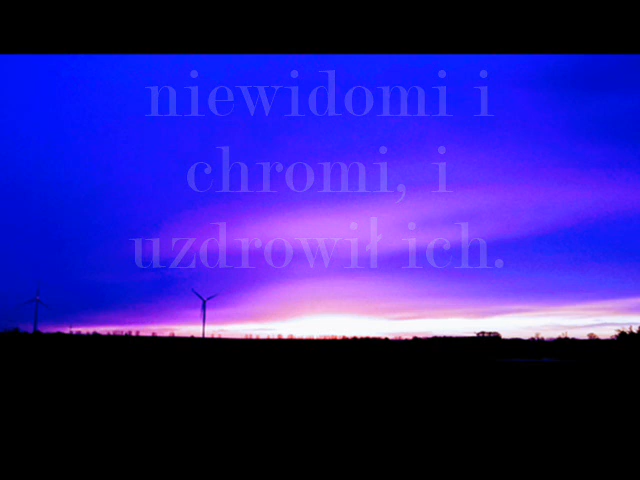 niewidomi i
chromi, i
uzdrowił ich.